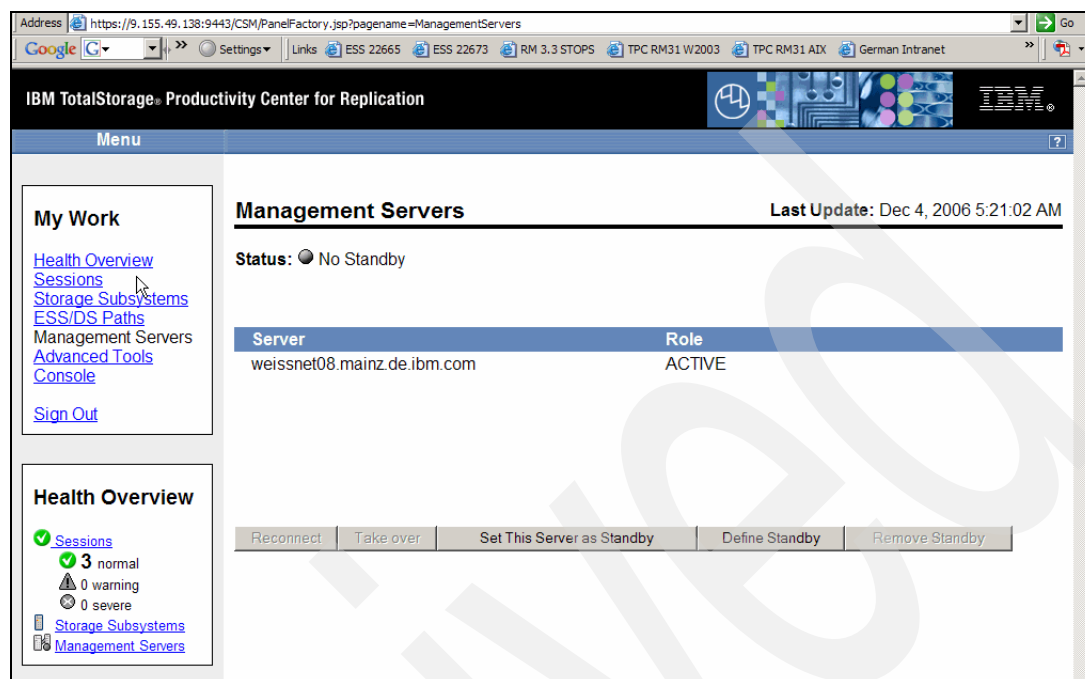 Address https://9.155.49.138:9443/CSM/PanelFactory.jsp?pagename=ManagementServers Go
Google G Settings Links ESS 22665 ESS 22673 RM 3.3 STOPS TPC RM31 W2003 TPC RM31 AIX German Intranet
IBM TotalStorage® Productivity Center for Replication IBM®
Menu ?
My Work
Health Overview
Sessions
Storage Subsystems
ESS/DS Paths
Management Servers
Advanced Tools
Console
Sign Out
Management Servers Last Update: Dec 4, 2006 5:21:02 AM
Status: No Standby
Server Role
weissnet08.mainz.de.ibm.com ACTIVE
Reconnect Take over Set This Server as Standby Define Standby Remove Standby
Health Overview
Sessions
3 normal
0 warning
0 severe
Storage Subsystems
Management Servers